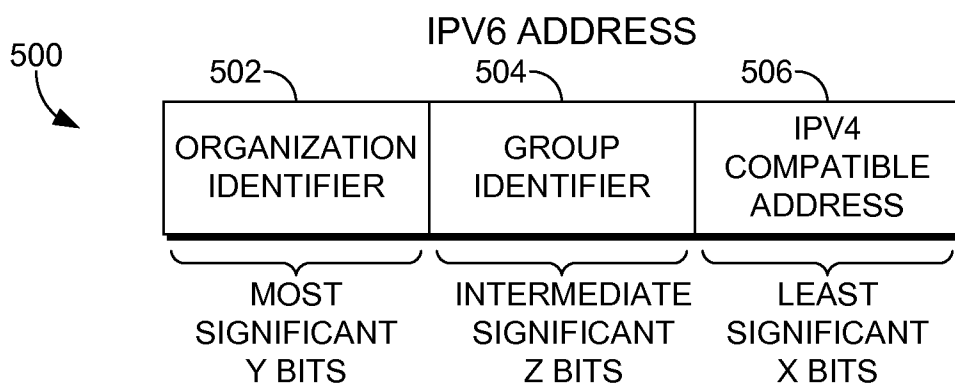 IPV6 ADDRESS
500
502
504
506
ORGANIZATION
IDENTIFIER
GROUP
IDENTIFIER
IPV4
COMPATIBLE
ADDRESS
MOST
SIGNIFICANT
Y BITS
INTERMEDIATE
SIGNIFICANT
Z BITS
LEAST
SIGNIFICANT
X BITS